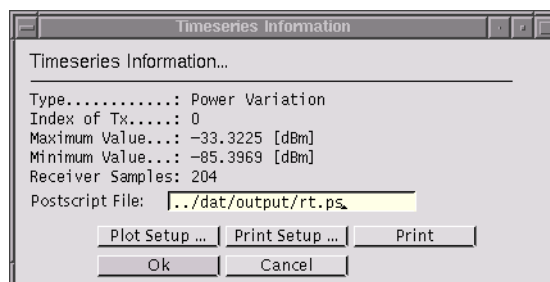 Timeseries Information
Timeseries Information...
Type............: Power Variation
Index of Tx.....: 0
Maximum Value...: -33.3225 [dBm]
Minimum Value...: -85.3969 [dBm]
Receiver Samples: 204
Postscript File: ../dat/output/rt.ps
Plot Setup ... Print Setup ... Print
Ok Cancel